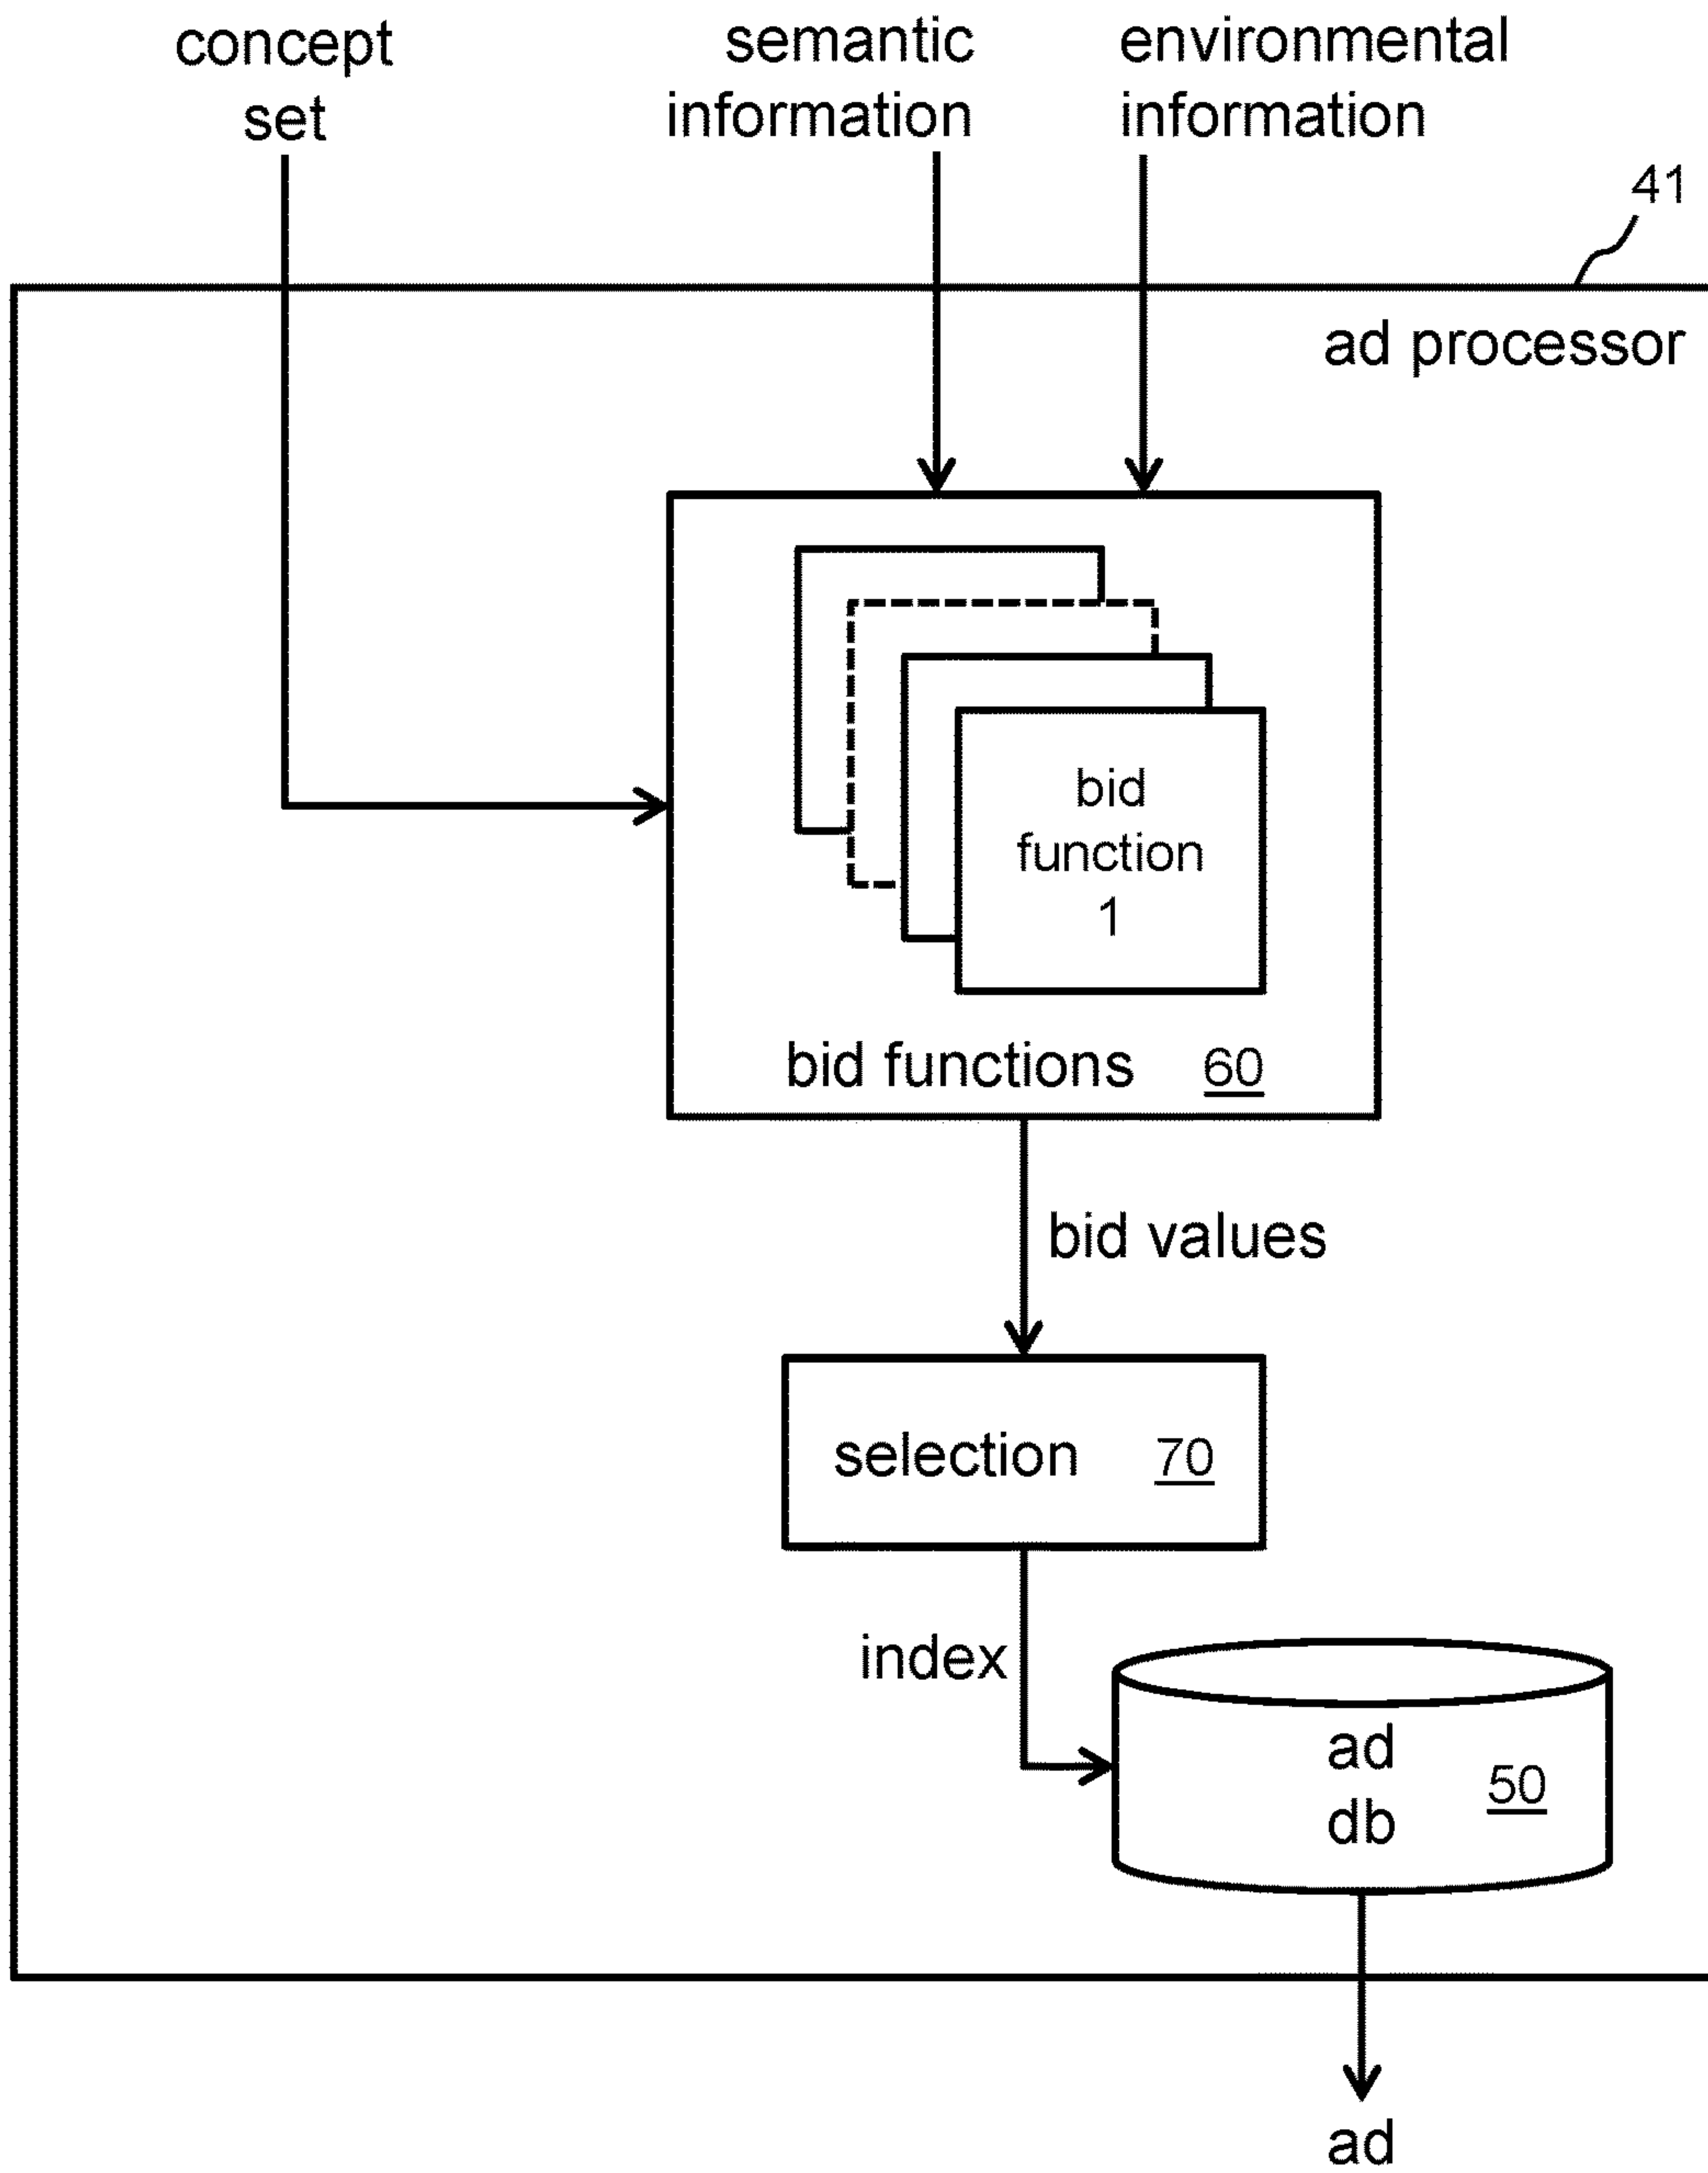 concept
set
semantic
information
environmental
information
41
ad processor
bid
function
1
bid functions 60
bid values
selection 70
index
ad
db
50
ad